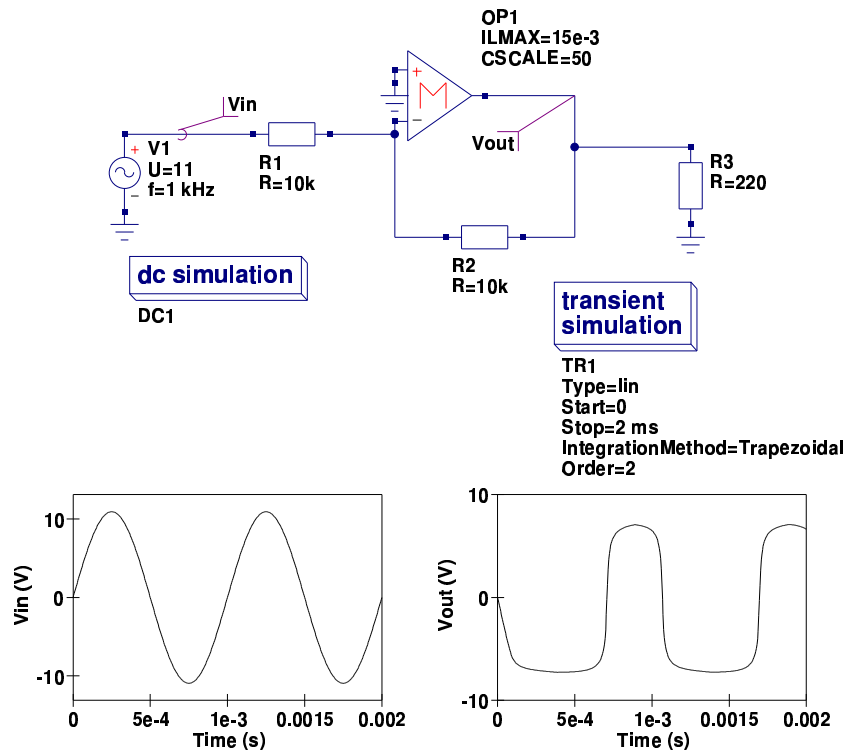 OP1
ILMAX=15e-3
CSCALE=50
+
M
−
Vin
Vout
+
V1
U=11
f=1 kHz
−
R1
R=10k
R3
R=220
R2
R=10k
dc simulation
DC1
transient
simulation
TR1
Type=lin
Start=0
Stop=2 ms
IntegrationMethod=Trapezoidal
Order=2
10
0
-10
Vin (V)
0 5e-4 1e-3 0.0015 0.002
Time (s)
10
0
-10
Vout (V)
0 5e-4 1e-3 0.0015 0.002
Time (s)